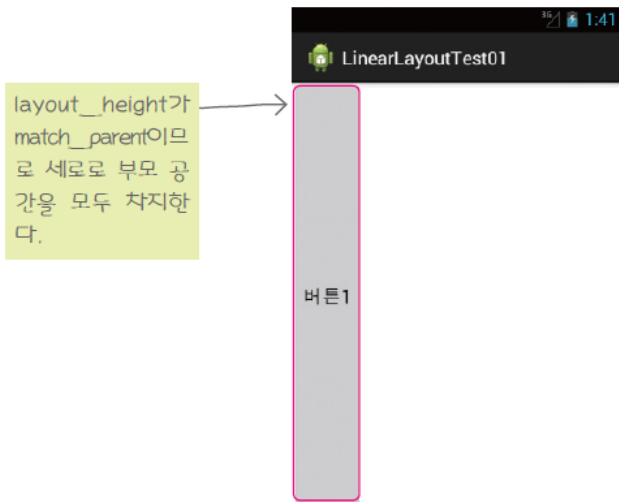 3G 1:41
LinearLayoutTest01
layout_height가
match_parent이므
로 세로로 부모 공
간을 모두 차지한
다.
버튼1